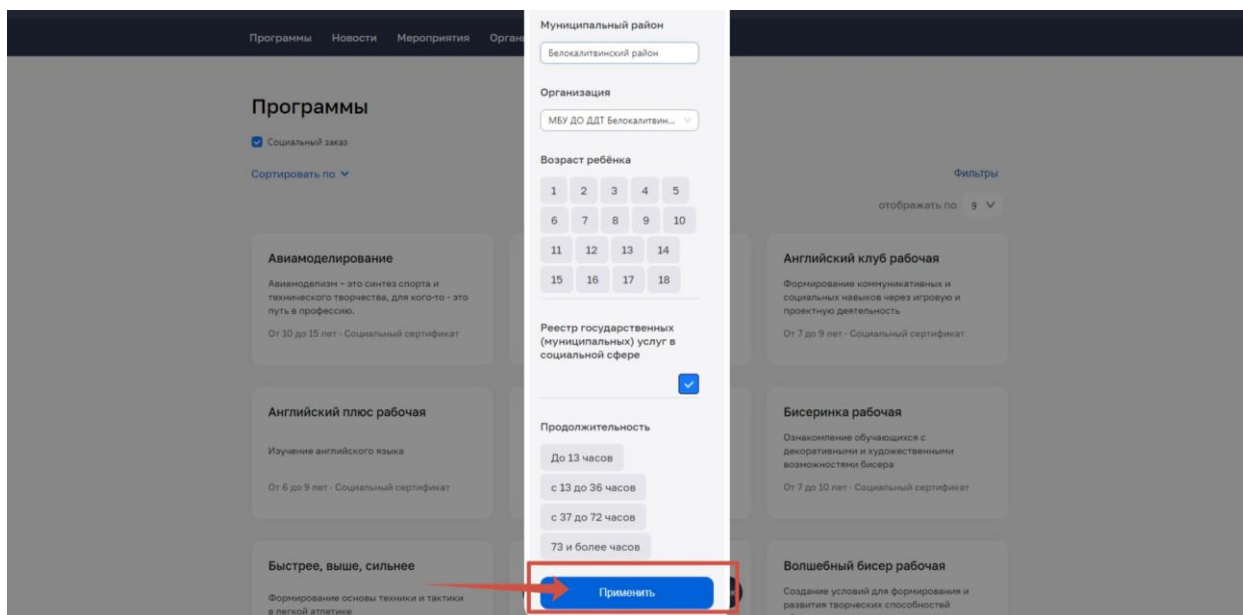 Программы Новости Мероприятия
Программы
Социальный заказ
Сортировать по
Фильтры
отображать по 9
Авиамоделирование
Авиамоделизм – это синтез спорта и
технического творчества, для кого-то - это
путь в профессию.
От 10 до 15 лет · Социальный сертификат
Английский клуб рабочая
Формирование коммуникативных и
социальных навыков через игровую и
проектную деятельность
От 7 до 9 лет · Социальный сертификат
Английский плюс рабочая
Изучение английского языка
От 6 до 9 лет · Социальный сертификат
Бисеринка рабочая
Ознакомление обучающихся с
декоративными и художественными
возможностями бисера
От 7 до 10 лет · Социальный сертификат
Быстрее, выше, сильнее
Формирование основы техники и тактики
в легкой атлетике
Волшебный бисер рабочая
Создание условий для формирования и
развития творческих способностей
Муниципальный район
Белокалитвинский район
Организация
МБУ ДО ДДТ Белокалитвин...
Возраст ребёнка
1 2 3 4 5
6 7 8 9 10
11 12 13 14
15 16 17 18
Реестр государственных
(муниципальных) услуг в
социальной сфере
Продолжительность
До 13 часов
с 13 до 36 часов
с 37 до 72 часов
73 и более часов
Применить